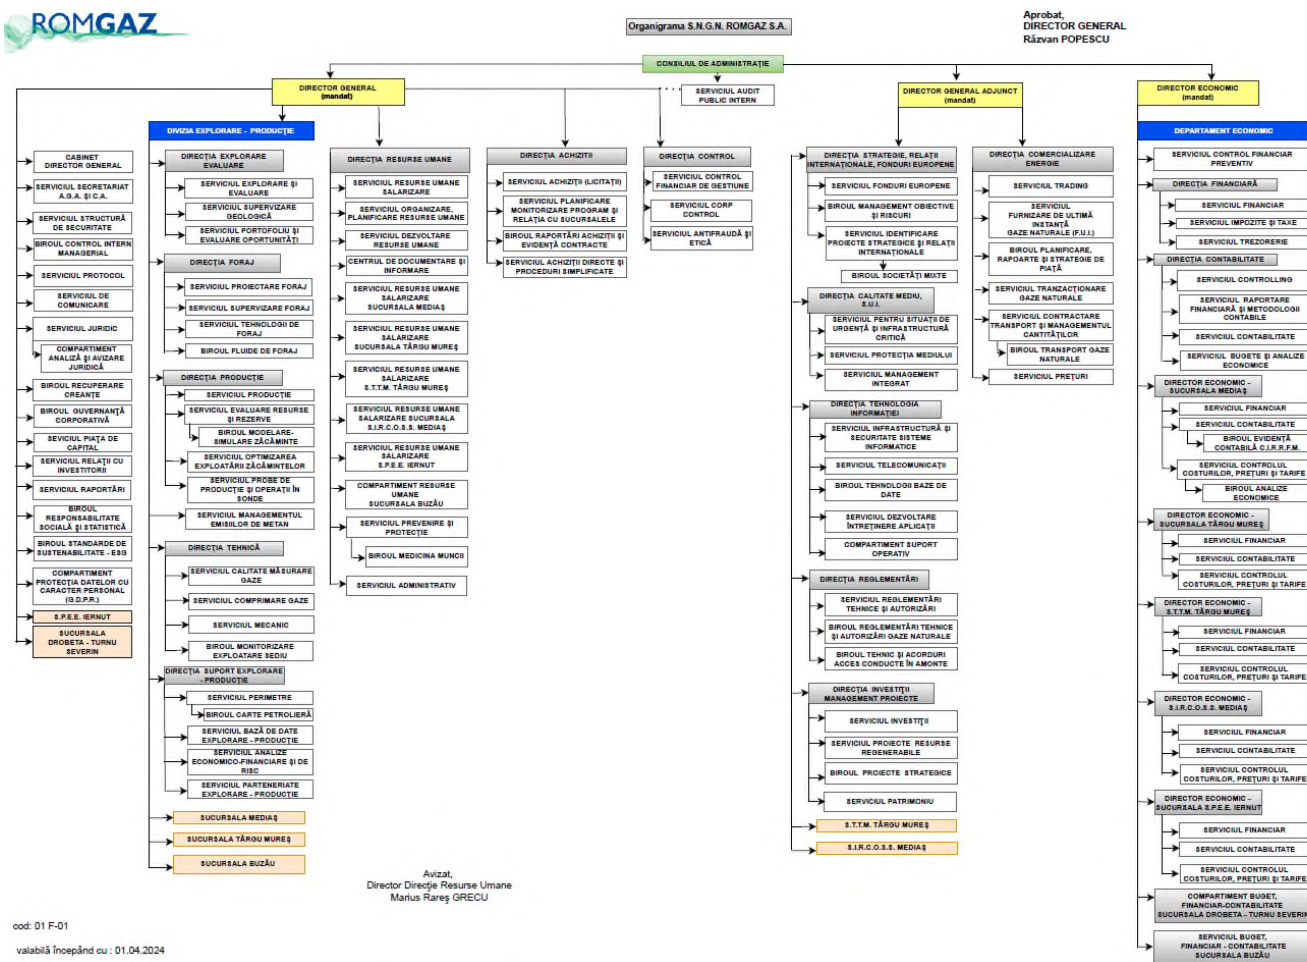 ROMGAZ
Organigrama S.N.G.N. ROMGAZ S.A.
Aprobat,
DIRECTOR GENERAL
Răzvan POPESCU
CONSILIUL DE ADMINISTRAȚIE
DIRECTOR GENERAL
(mandat)
SERVICIUL AUDIT
PUBLIC INTERN
DIRECTOR GENERAL ADJUNCT
(mandat)
DIRECTOR ECONOMIC
(mandat)
CABINET
DIRECTOR GENERAL
SERVICIUL SECRETARIAT
A.G.A. ȘI C.A.
SERVICIUL STRUCTURĂ
DE SECURITATE
BIROUL CONTROL INTERN
MANAGERIAL
SERVICIUL PROTOCOL
SERVICIUL DE
COMUNICARE
SERVICIUL JURIDIC
COMPARTIMENT
ANALIZĂ ȘI AVIZARE
JURIDICĂ
BIROUL RECUPERARE
CREANȚE
BIROUL GUVERNANȚĂ
CORPORATIVĂ
SEVICIUL PIAȚA DE
CAPITAL
SERVICIUL RELAȚII CU
INVESTITORII
SERVICIUL RAPORTĂRI
BIROUL
RESPONSABILITATE
SOCIALĂ ȘI STATISTICĂ
BIROUL STANDARDE DE
SUSTENABILITATE - ESG
COMPARTIMENT
PROTECȚIA DATELOR CU
CARACTER PERSONAL
(G.D.P.R.)
S.P.E.E. IERNUT
SUCURSALA
DROBETA - TURNU
SEVERIN
DIVIZIA EXPLORARE - PRODUCȚIE
DIRECȚIA EXPLORARE
EVALUARE
SERVICIUL EXPLORARE ȘI
EVALUARE
SERVICIUL SUPERVIZARE
GEOLOGICĂ
SERVICIUL PORTOFOLIU ȘI
EVALUARE OPORTUNITĂȚI
DIRECȚIA FORAJ
SERVICIUL PROIECTARE FORAJ
SERVICIUL SUPERVIZARE FORAJ
SERVICIUL TEHNOLOGII DE
FORAJ
BIROUL FLUIDE DE FORAJ
DIRECȚIA PRODUCȚIE
SERVICIUL PRODUCȚIE
SERVICIUL EVALUARE RESURSE
ȘI REZERVE
BIROUL MODELARE-
SIMULARE ZĂCĂMINTE
SERVICIUL OPTIMIZAREA
EXPLOATĂRII ZĂCĂMINTELOR
SERVICIUL PROBE DE
PRODUCȚIE ȘI OPERAȚII ÎN
SONDE
SERVICIUL MANAGEMENTUL
EMISIILOR DE METAN
DIRECȚIA TEHNICĂ
SERVICIUL CALITATE MĂSURARE
GAZE
SERVICIUL COMPRIMARE GAZE
SERVICIUL MECANIC
BIROUL MONITORIZARE
EXPLOATARE SEDIU
DIRECȚIA SUPORT EXPLORARE
- PRODUCȚIE
SERVICIUL PERIMETRE
BIROUL CARTE PETROLIERĂ
SERVICIUL BAZĂ DE DATE
EXPLORARE - PRODUCȚIE
SERVICIUL ANALIZE
ECONOMICO-FINANCIARE ȘI DE
RISC
SERVICIUL PARTENERIATE
EXPLORARE - PRODUCȚIE
SUCURSALA MEDIAȘ
SUCURSALA TÂRGU MUREȘ
SUCURSALA BUZĂU
DIRECȚIA RESURSE UMANE
SERVICIUL RESURSE UMANE
SALARIZARE
SERVICIUL ORGANIZARE,
PLANIFICARE RESURSE UMANE
SERVICIUL DEZVOLTARE
RESURSE UMANE
CENTRUL DE DOCUMENTARE ȘI
INFORMARE
SERVICIUL RESURSE UMANE
SALARIZARE
SUCURSALA MEDIAȘ
SERVICIUL RESURSE UMANE
SALARIZARE
SUCURSALA TÂRGU MUREȘ
SERVICIUL RESURSE UMANE
SALARIZARE
S.T.T.M. TÂRGU MUREȘ
SERVICIUL RESURSE UMANE
SALARIZARE SUCURSALA
S.I.R.C.O.S.S. MEDIAȘ
SERVICIUL RESURSE UMANE
SALARIZARE
S.P.E.E. IERNUT
COMPARTIMENT RESURSE
UMANE
SUCURSALA BUZĂU
SERVICIUL PREVENIRE ȘI
PROTECȚIE
BIROUL MEDICINA MUNCII
SERVICIUL ADMINISTRATIV
DIRECȚIA ACHIZIȚII
SERVICIUL ACHIZIȚII (LICITAȚII)
SERVICIUL PLANIFICARE
MONITORIZARE PROGRAM ȘI
RELAȚIA CU SUCURSALELE
BIROUL RAPORTĂRI ACHIZIȚII ȘI
EVIDENȚĂ CONTRACTE
SERVICIUL ACHIZIȚII DIRECTE ȘI
PROCEDURI SIMPLIFICATE
DIRECȚIA CONTROL
SERVICIUL CONTROL
FINANCIAR DE GESTIUNE
SERVICIUL CORP
CONTROL
SERVICIUL ANTIFRAUDĂ ȘI
ETICĂ
DIRECȚIA STRATEGIE, RELAȚII
INTERNAȚIONALE, FONDURI EUROPENE
SERVICIUL FONDURI EUROPENE
BIROUL MANAGEMENT OBIECTIVE
ȘI RISCURI
SERVICIUL IDENTIFICARE
PROIECTE STRATEGICE ȘI RELAȚII
INTERNAȚIONALE
BIROUL SOCIETĂȚI MIXTE
DIRECȚIA CALITATE MEDIU,
S.U.I.
SERVICIUL PENTRU SITUAȚII DE
URGENȚĂ ȘI INFRASTRUCTURĂ
CRITICĂ
SERVICIUL PROTECȚIA MEDIULUI
SERVICIUL MANAGEMENT
INTEGRAT
DIRECȚIA TEHNOLOGIA
INFORMAȚIEI
SERVICIUL INFRASTRUCTURĂ ȘI
SECURITATE SISTEME
INFORMATICE
SERVICIUL TELECOMUNICAȚII
BIROUL TEHNOLOGII BAZE DE
DATE
SERVICIUL DEZVOLTARE
ÎNTREȚINERE APLICAȚII
COMPARTIMENT SUPORT
OPERATIV
DIRECȚIA REGLEMENTĂRI
SERVICIUL REGLEMENTĂRI
TEHNICE ȘI AUTORIZĂRI
BIROUL REGLEMENTĂRI TEHNICE
ȘI AUTORIZĂRI GAZE NATURALE
BIROUL TEHNIC ȘI ACORDURI
ACCES CONDUCTE ÎN AMONTE
DIRECȚIA INVESTIȚII
MANAGEMENT PROIECTE
SERVICIUL INVESTIȚII
SERVICIUL PROIECTE RESURSE
REGENERABILE
BIROUL PROIECTE STRATEGICE
SERVICIUL PATRIMONIU
S.T.T.M. TÂRGU MUREȘ
S.I.R.C.O.S.S. MEDIAȘ
DIRECȚIA COMERCIALIZARE
ENERGIE
SERVICIUL TRADING
SERVICIUL
FURNIZARE DE ULTIMĂ
INSTANȚĂ
GAZE NATURALE (F.U.I.)
BIROUL PLANIFICARE,
RAPOARTE ȘI STRATEGIE DE
PIAȚĂ
SERVICIUL TRANZACȚIONARE
GAZE NATURALE
SERVICIUL CONTRACTARE
TRANSPORT ȘI MANAGEMENTUL
CANTITĂȚILOR
BIROUL TRANSPORT GAZE
NATURALE
SERVICIUL PREȚURI
DEPARTAMENT ECONOMIC
SERVICIUL CONTROL FINANCIAR
PREVENTIV
DIRECȚIA FINANCIARĂ
SERVICIUL FINANCIAR
SERVICIUL IMPOZITE ȘI TAXE
SERVICIUL TREZORERIE
DIRECȚIA CONTABILITATE
SERVICIUL CONTROLLING
SERVICIUL RAPORTARE
FINANCIARĂ ȘI METODOLOGII
CONTABILE
SERVICIUL CONTABILITATE
SERVICIUL BUGETE ȘI ANALIZE
ECONOMICE
DIRECTOR ECONOMIC -
SUCURSALA MEDIAȘ
SERVICIUL FINANCIAR
SERVICIUL CONTABILITATE
BIROUL EVIDENȚĂ
CONTABILĂ C.I.R.R.F.M.
SERVICIUL CONTROLUL
COSTURILOR, PREȚURI ȘI TARIFE
BIROUL ANALIZE
ECONOMICE
DIRECTOR ECONOMIC -
SUCURSALA TÂRGU MUREȘ
SERVICIUL FINANCIAR
SERVICIUL CONTABILITATE
SERVICIUL CONTROLUL
COSTURILOR, PREȚURI ȘI TARIFE
DIRECTOR ECONOMIC -
S.T.T.M. TÂRGU MUREȘ
SERVICIUL FINANCIAR
SERVICIUL CONTABILITATE
SERVICIUL CONTROLUL
COSTURILOR, PREȚURI ȘI TARIFE
DIRECTOR ECONOMIC -
S.I.R.C.O.S.S. MEDIAȘ
SERVICIUL FINANCIAR
SERVICIUL CONTABILITATE
SERVICIUL CONTROLUL
COSTURILOR, PREȚURI ȘI TARIFE
DIRECTOR ECONOMIC -
SUCURSALA S.P.E.E. IERNUT
SERVICIUL FINANCIAR
SERVICIUL CONTABILITATE
SERVICIUL CONTROLUL
COSTURILOR, PREȚURI ȘI TARIFE
COMPARTIMENT BUGET,
FINANCIAR-CONTABILITATE
SUCURSALA DROBETA - TURNU SEVERIN
SERVICIUL BUGET,
FINANCIAR - CONTABILITATE
SUCURSALA BUZĂU
Avizat,
Director Direcție Resurse Umane
Marius Rareș GRECU
cod: 01 F-01
valabilă începând cu : 01.04.2024